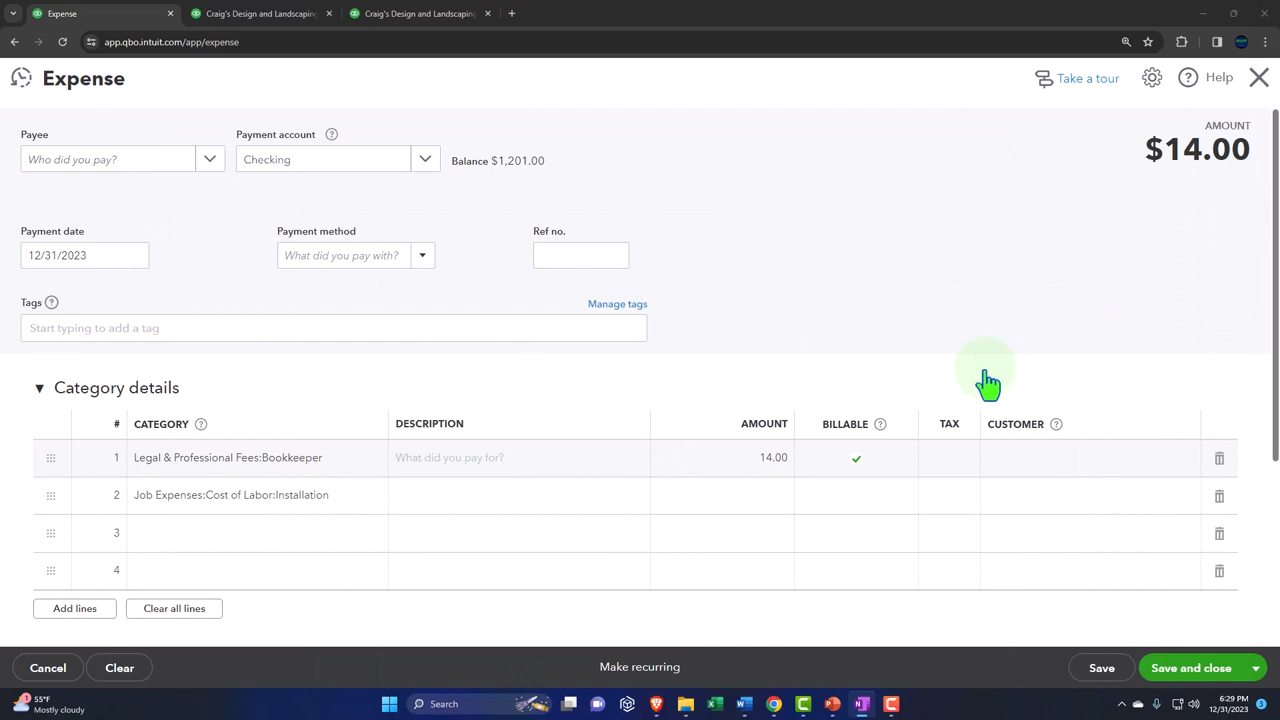 Expense
Craig's Design and Landscaping
Craig's Design and Landscaping
app.qbo.intuit.com/app/expense
Expense
Take a tour
Help
Payee
Payment account
AMOUNT
Who did you pay?
Checking
Balance $1,201.00
$14.00
Payment date
Payment method
Ref no.
12/31/2023
What did you pay with?
Tags
Manage tags
Start typing to add a tag
Category details
# CATEGORY DESCRIPTION AMOUNT BILLABLE TAX CUSTOMER
1 Legal & Professional Fees:Bookkeeper What did you pay for? 14.00
2 Job Expenses:Cost of Labor:Installation
3
4
Add lines Clear all lines
Cancel Clear Make recurring Save Save and close
1 55°F
Mostly cloudy
Search
6:29 PM
12/31/2023
3